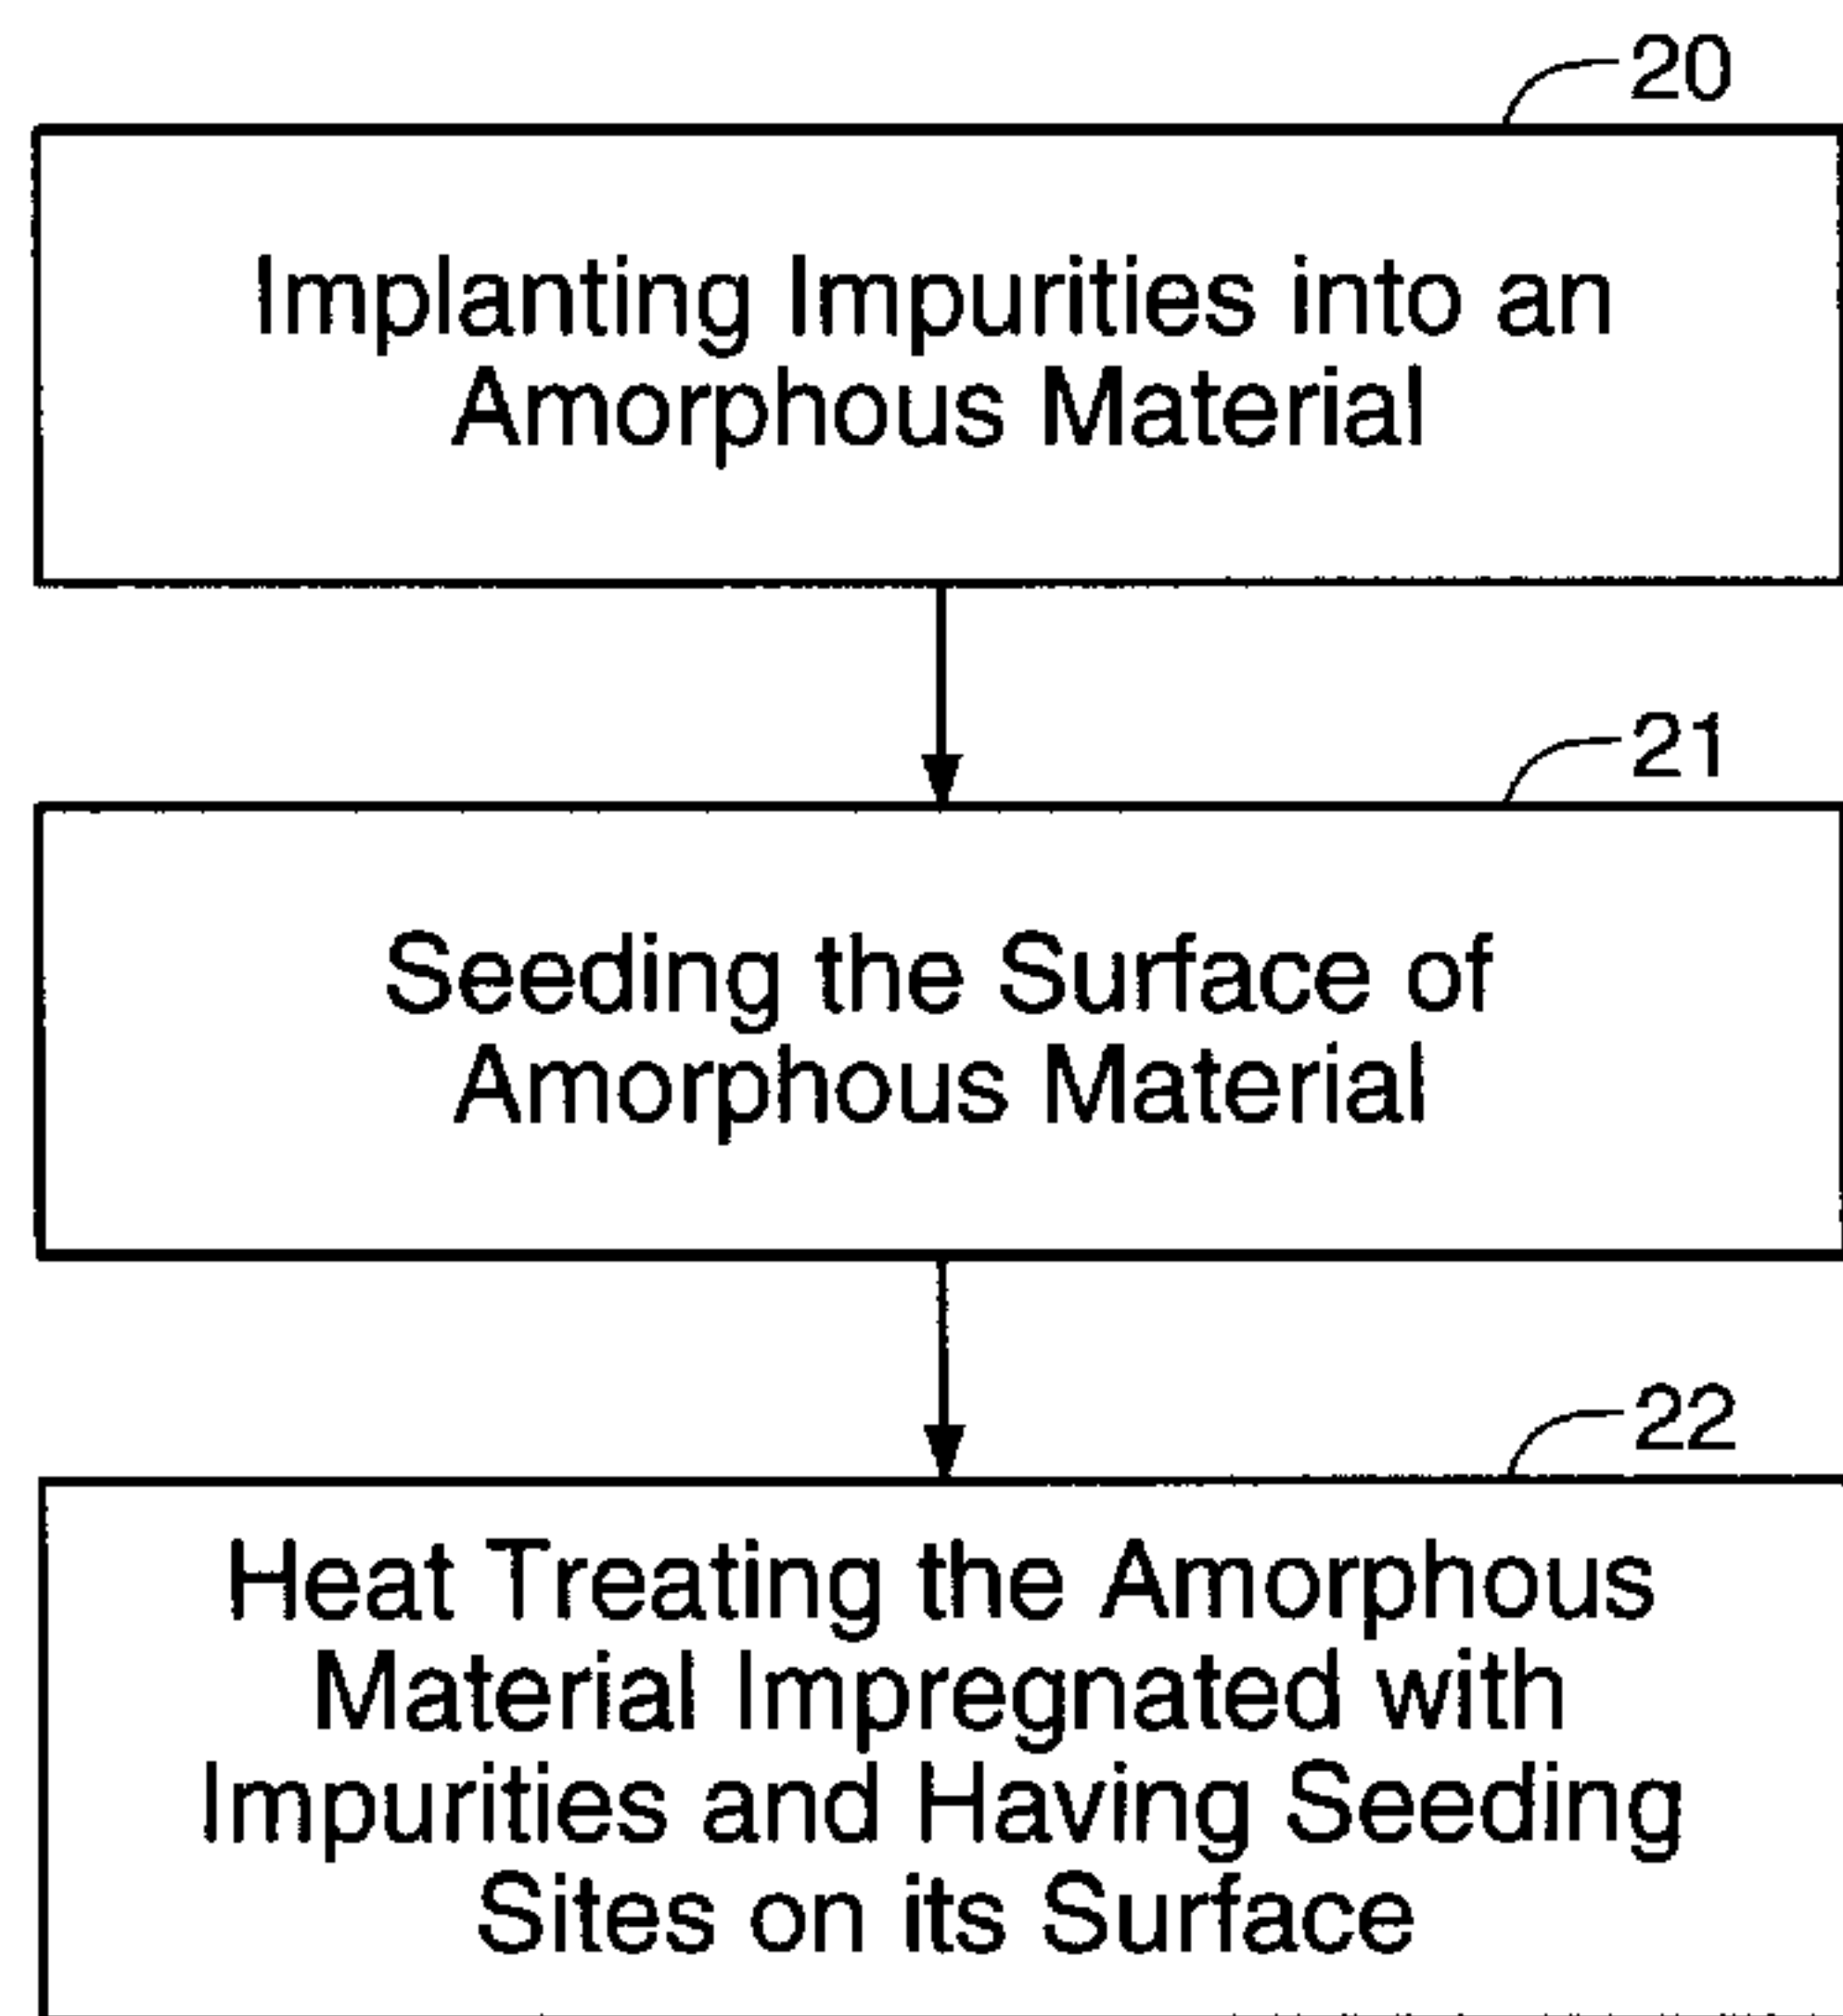 20
Implanting Impurities into an
Amorphous Material
21
Seeding the Surface of
Amorphous Material
22
Heat Treating the Amorphous
Material Impregnated with
Impurities and Having Seeding
Sites on its Surface